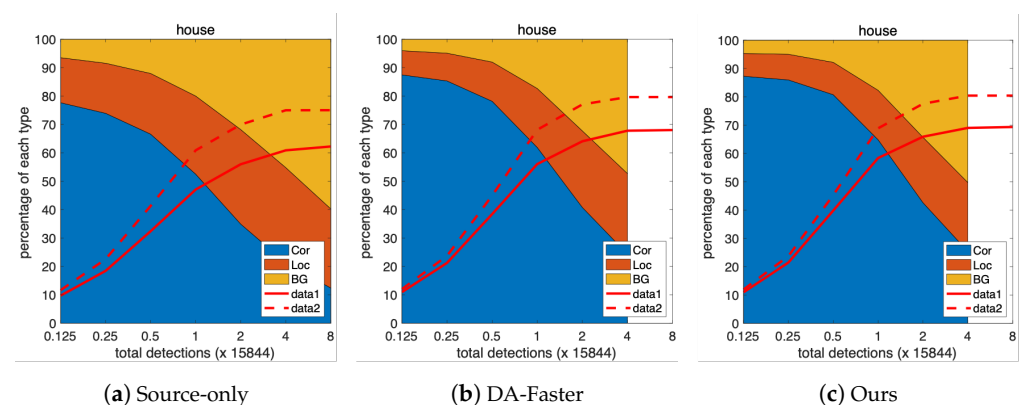 house
100
90
80
70
60
50
40
30
20
10
0
percentage of each type
Cor
Loc
BG
data1
data2
0.125 0.25 0.5 1 2 4 8
total detections (x 15844)
(a) Source-only
house
100
90
80
70
60
50
40
30
20
10
0
percentage of each type
Cor
Loc
BG
data1
data2
0.125 0.25 0.5 1 2 4 8
total detections (x 15844)
(b) DA-Faster
house
100
90
80
70
60
50
40
30
20
10
0
percentage of each type
Cor
Loc
BG
data1
data2
0.125 0.25 0.5 1 2 4 8
total detections (x 15844)
(c) Ours